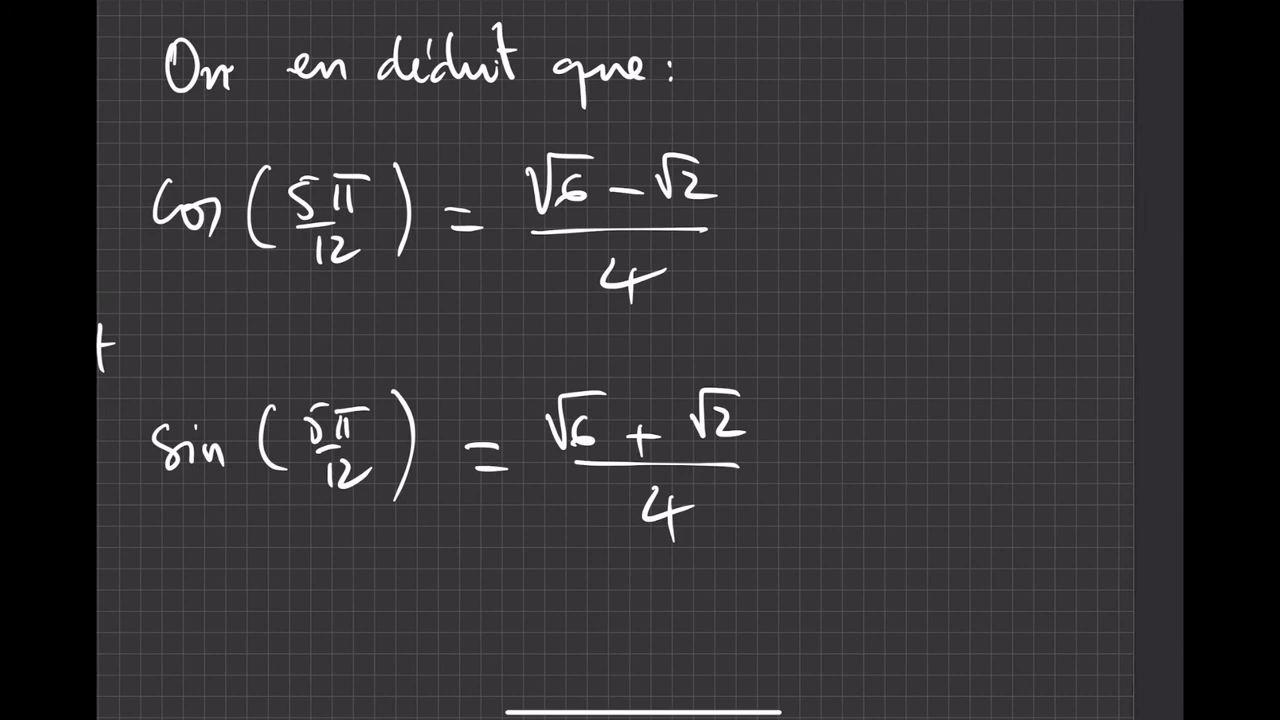 On en déduit que :
cos(5π/12) = (√6 - √2)/4
sin(5π/12) = (√6 + √2)/4